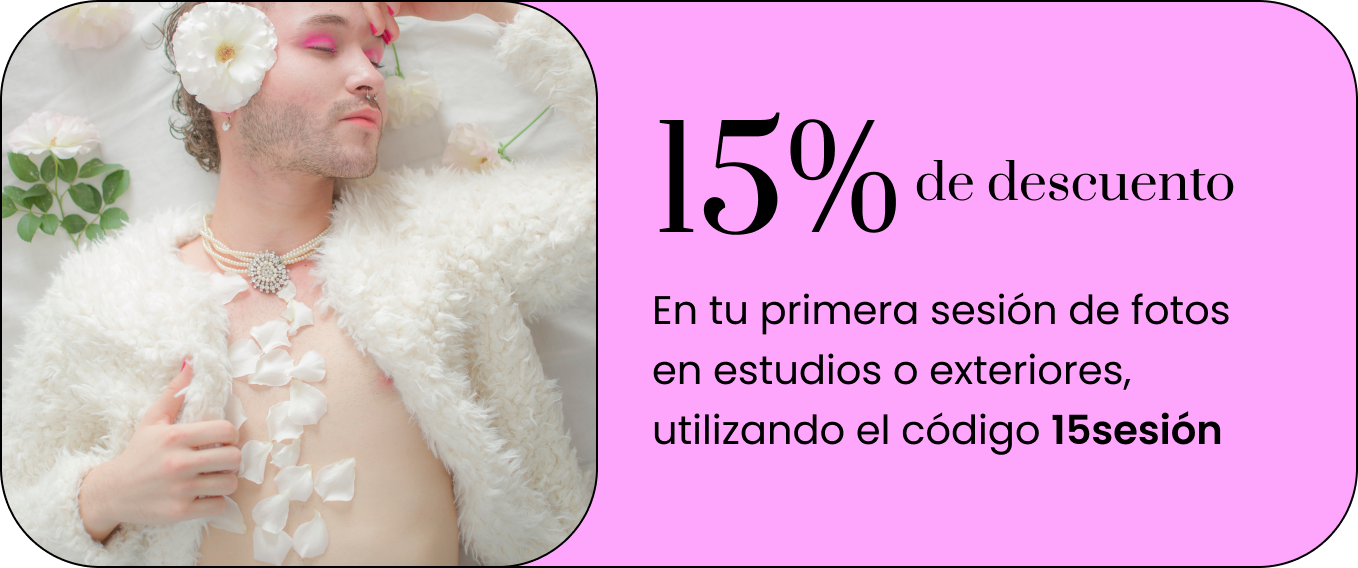 15% de descuento
En tu primera sesión de fotos
en estudios o exteriores,
utilizando el código 15sesión